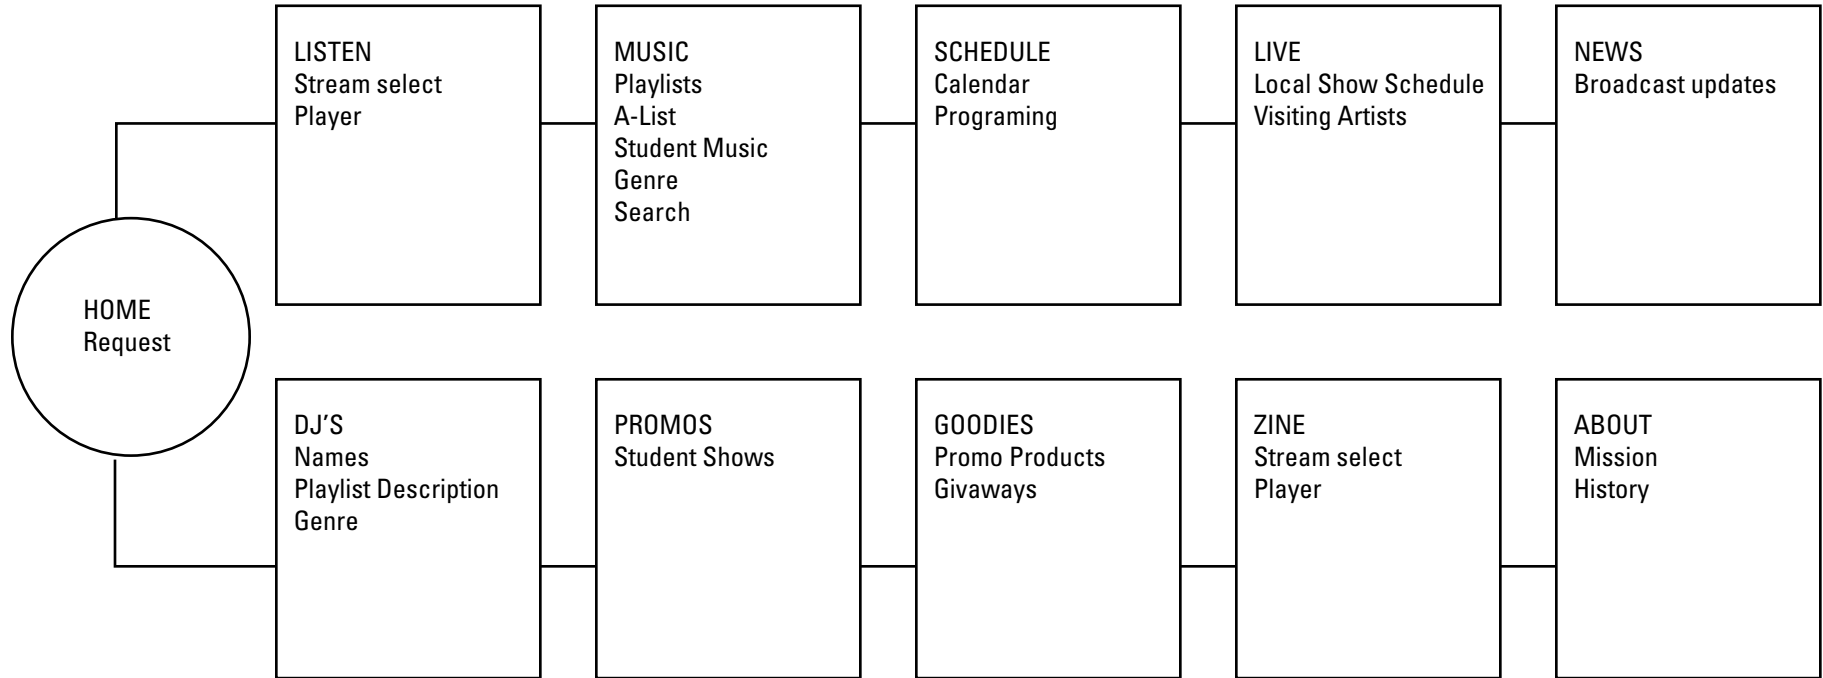 LISTEN
Stream select
Player
MUSIC
Playlists
A-List
Student Music
Genre
Search
SCHEDULE
Calendar
Programing
LIVE
Local Show Schedule
Visiting Artists
NEWS
Broadcast updates
HOME
Request
DJ’S
Names
Playlist Description
Genre
PROMOS
Student Shows
GOODIES
Promo Products
Givaways
ZINE
Stream select
Player
ABOUT
Mission
History